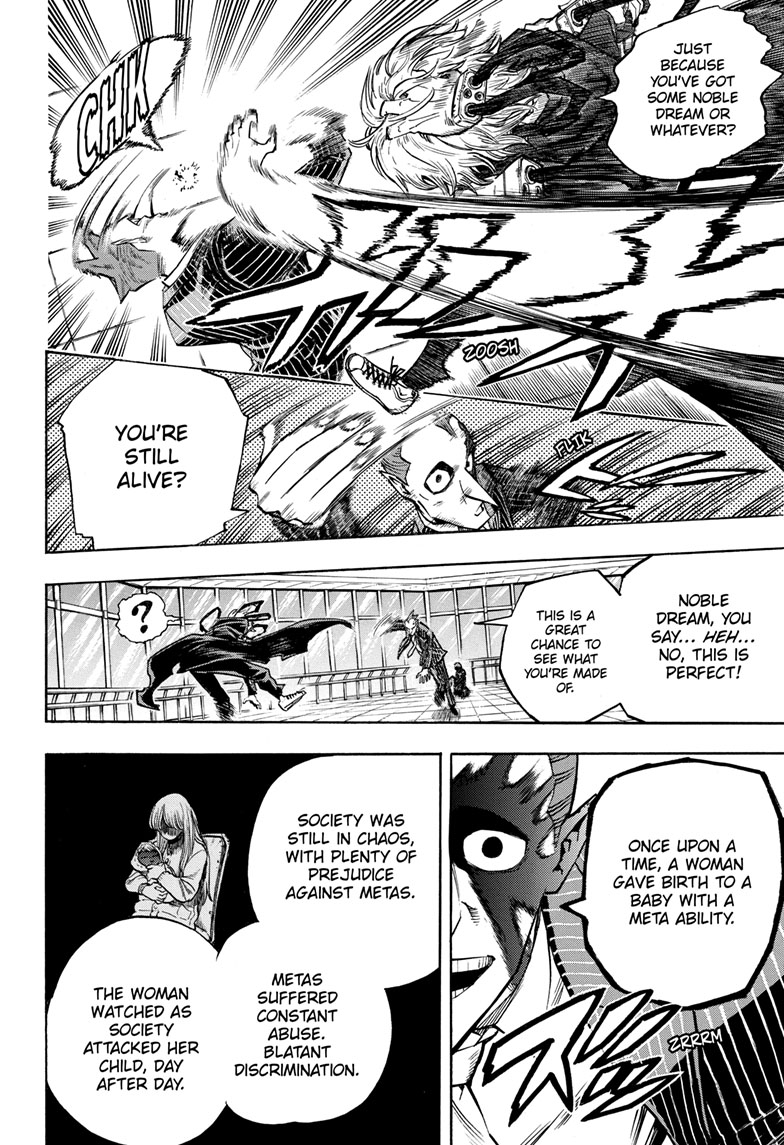 JUST
BECAUSE
YOU'VE GOT
SOME NOBLE
DREAM OR
WHATEVER?
CHK
ZOOSH
FLIK
YOU'RE
STILL
ALIVE?
NOBLE
DREAM, YOU
SAY... HEH...
NO, THIS IS
PERFECT!
THIS IS A
GREAT
CHANCE TO
SEE WHAT
YOU'RE MADE
OF.
?
ONCE UPON A
TIME, A WOMAN
GAVE BIRTH TO A
BABY WITH A
META ABILITY.
ズズズ
ZRRRM
SOCIETY WAS
STILL IN CHAOS,
WITH PLENTY OF
PREJUDICE
AGAINST METAS.
METAS
SUFFERED
CONSTANT
ABUSE.
BLATANT
DISCRIMINATION.
THE WOMAN
WATCHED AS
SOCIETY
ATTACKED HER
CHILD, DAY
AFTER DAY.